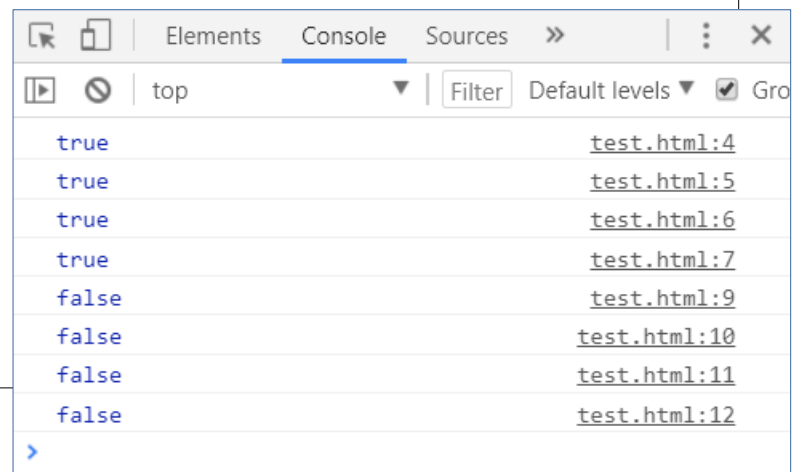 Elements Console Sources »
top Filter Default levels Gro
true test.html:4
true test.html:5
true test.html:6
true test.html:7
false test.html:9
false test.html:10
false test.html:11
false test.html:12
>